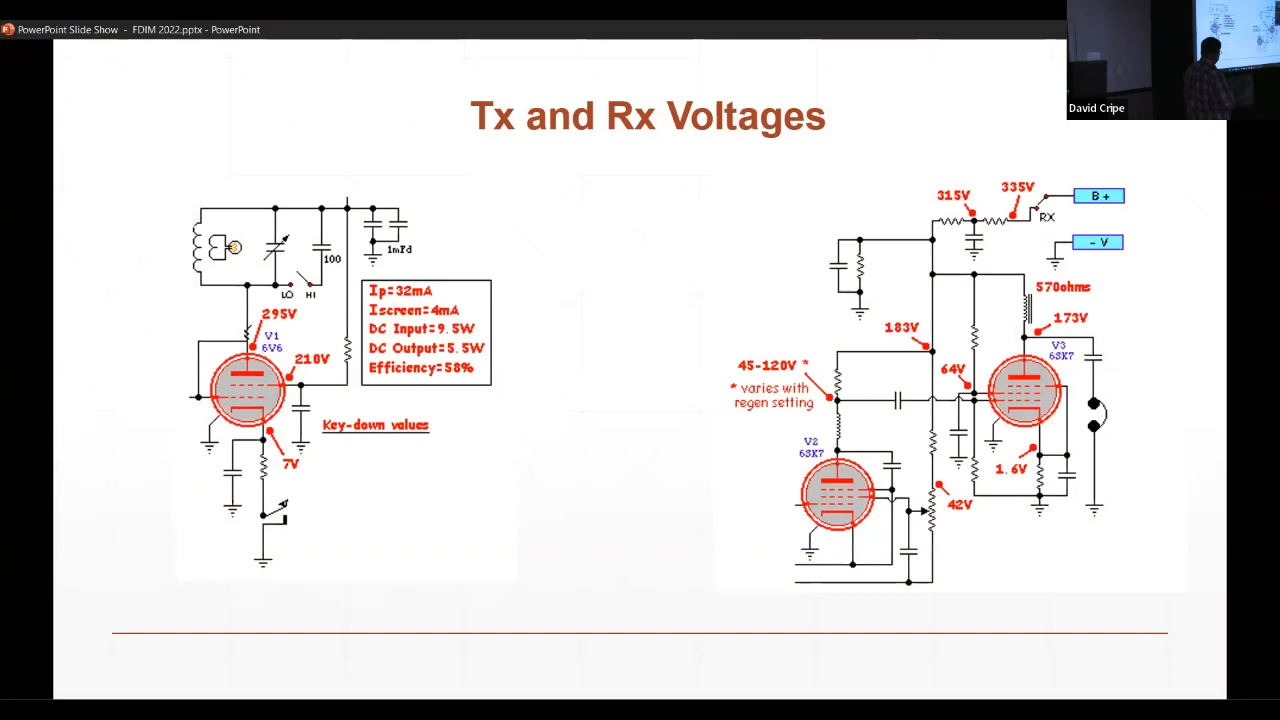 PowerPoint Slide Show - FDIM 2022.pptx - PowerPoint
David Cripe
Tx and Rx Voltages
100
1mFd
LO HI
295V
V1
6V6
210V
7V
Ip=32mA
Iscreen=4mA
DC Input=9.5W
DC Output=5.5W
Efficiency=58%
Key-down values
315V
335V
RX
B +
- V
570ohms
173V
183V
V3
6SK7
64V
45-120V *
* varies with
regen setting
V2
6SK7
1.6V
42V